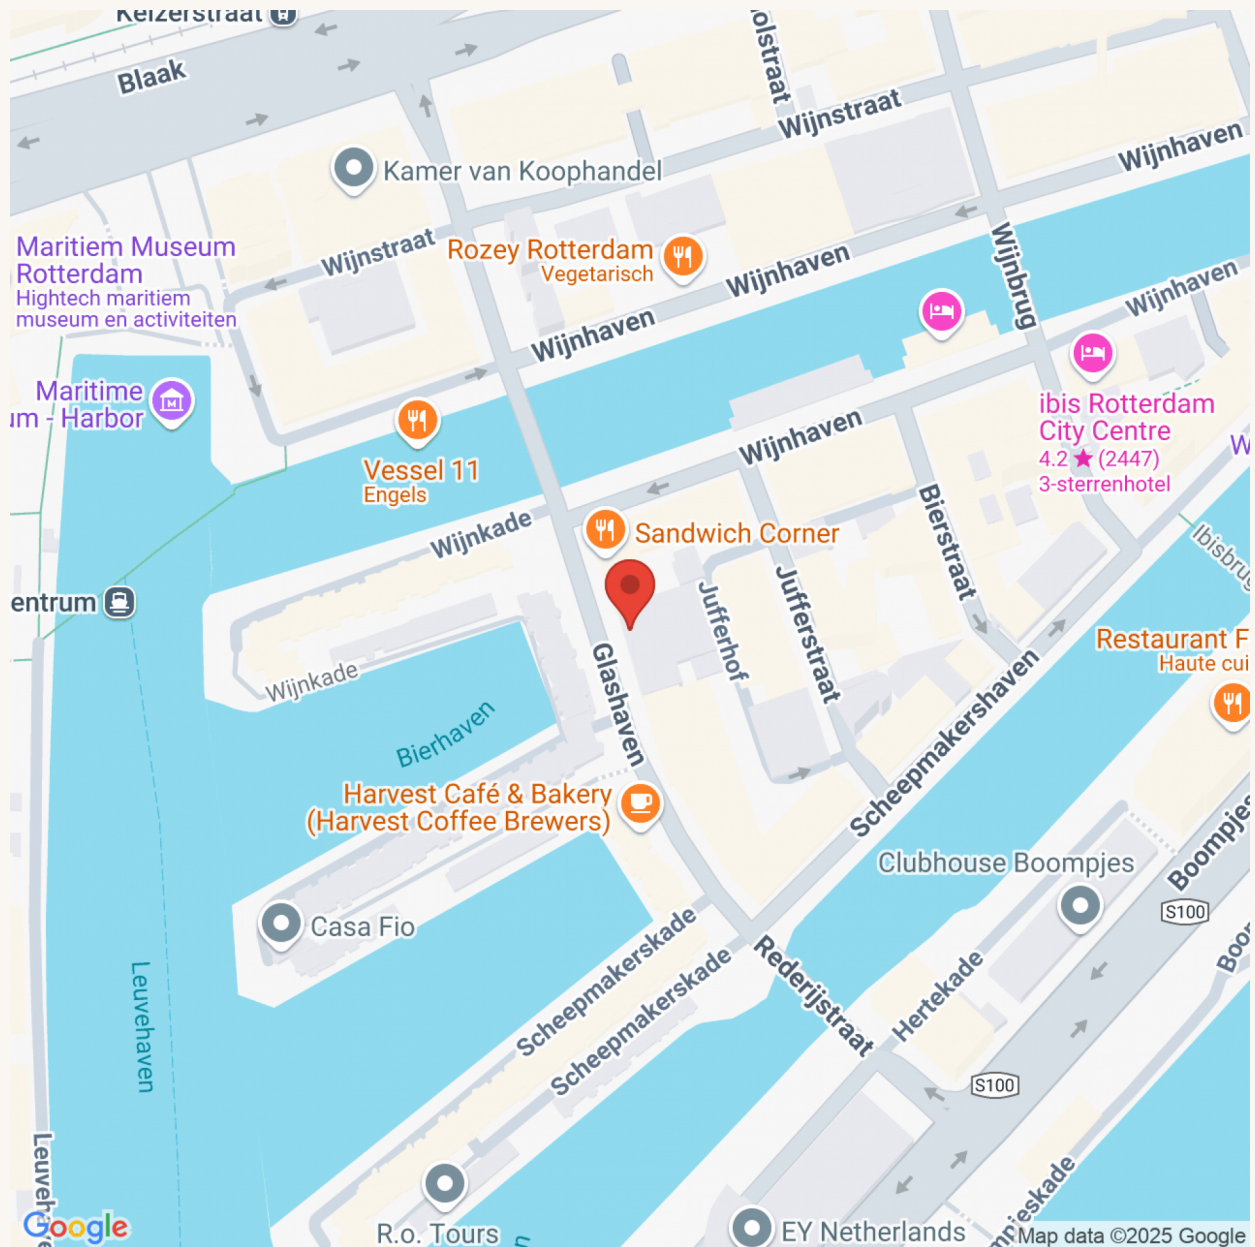 Keizerstraat
Blaak
olstraat
Wijnstraat
Wijnhaven
Kamer van Koophandel
Wijnstraat
Maritiem Museum
Rotterdam
Hightech maritiem
museum en activiteiten
Rozey Rotterdam
Vegetarisch
Wijnhaven
Wijnbrug
Wijnhaven
Wijnhaven
Maritime
um - Harbor
ibis Rotterdam
City Centre
4.2 ★ (2447)
3-sterrenhotel
W
Vessel 11
Engels
Wijnhaven
Wijnkade
Sandwich Corner
Bierstraat
Ibisbrug
entrum
Jufferhof
Jufferstraat
Glashaven
Wijnkade
Restaurant F
Haute cui
Bierhaven
Scheepmakershaven
Harvest Café & Bakery
(Harvest Coffee Brewers)
Clubhouse Boompjes
Boompjes
S100
Casa Fio
Leuvehaven
Scheepmakerskade
Scheepmakerskade
Rederijstraat
Hertekade
Boom
S100
Leuveha
mpjeskade
R.o. Tours
EY Netherlands
n
Google
Map data ©2025 Google